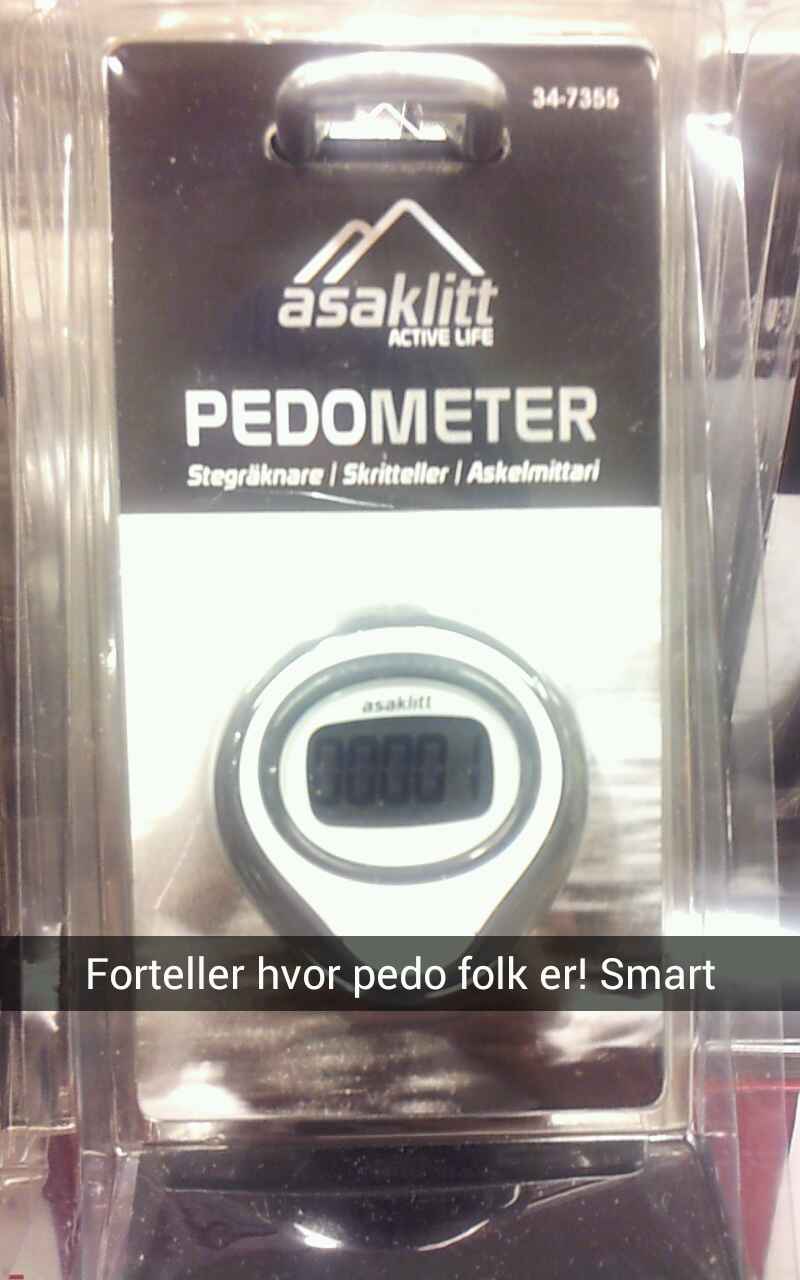 34-7355
asaklitt
ACTIVE LIFE
PEDOMETER
Stegräknare | Skritteller | Askelmittari
asaklitt
00001
Forteller hvor pedo folk er! Smart